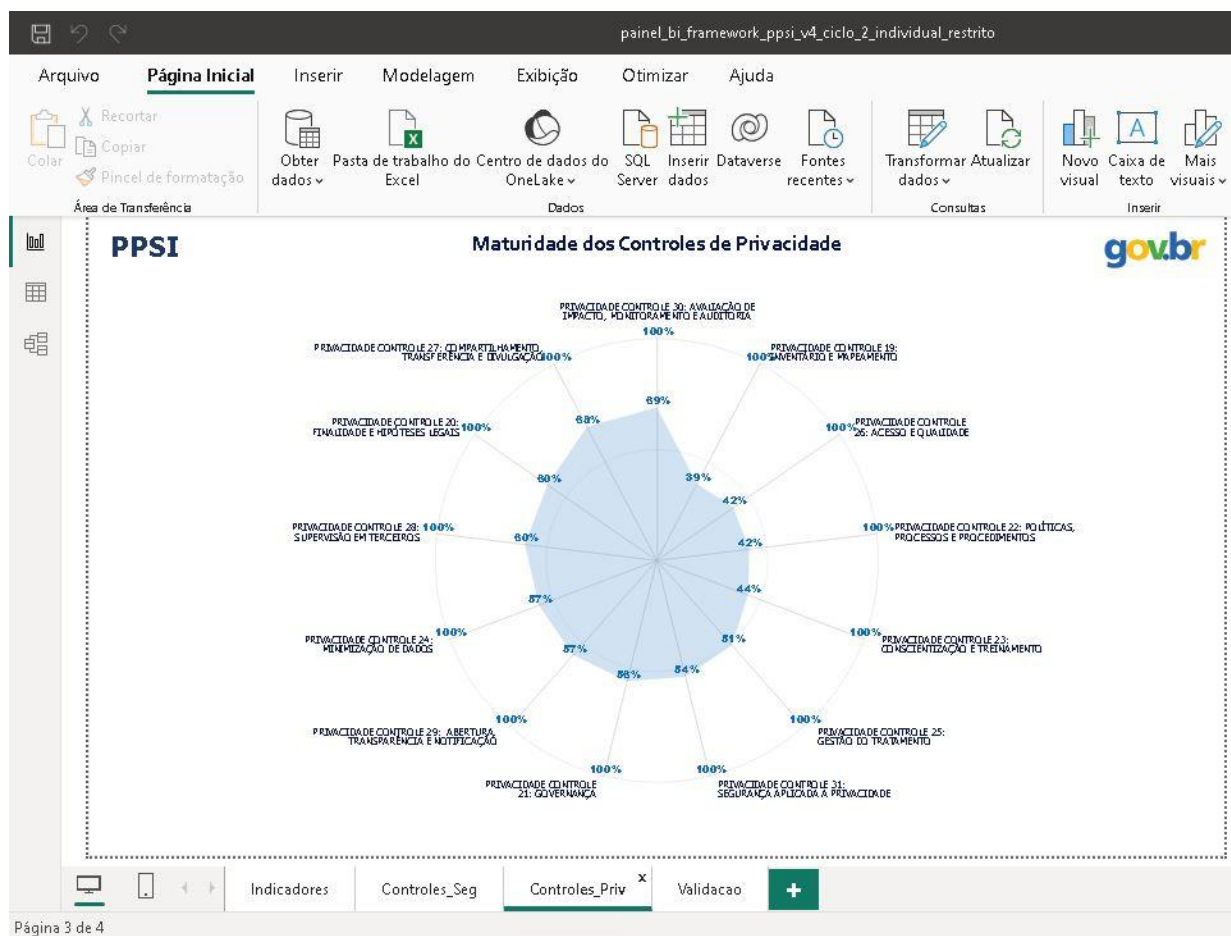 painel_bi_framework_ppsi_v4_ciclo_2_individual_restrito
Arquivo Página Inicial Inserir Modelagem Exibição Otimizar Ajuda
Colar
Recortar
Copiar
Pincel de formatação
Área de Transferência
Obter
dados
Pasta de trabalho do
Excel
Centro de dados do
OneLake
SQL
Server
Inserir
dados
Dataverse
Fontes
recentes
Dados
Transformar
dados
Atualizar
Consultas
Novo
visual
Caixa de
texto
Mais
visuais
Inserir
PPSI
Maturidade dos Controles de Privacidade
gov.br
PRIVACIDADE CONTROLE 30: AVALIAÇÃO DE
IMPACTO, MONITORAMENTO E AUDITORIA
100%
69%
PRIVACIDADE CONTROLE 19:
INVENTÁRIO E MAPEAMENTO
100%
39%
PRIVACIDADE CONTROLE
26: ACESSO E QUALIDADE
100%
42%
PRIVACIDADE CONTROLE 22: POLÍTICAS,
PROCESSOS E PROCEDIMENTOS
100%
42%
PRIVACIDADE CONTROLE 23:
CONSCIENTIZAÇÃO E TREINAMENTO
100%
44%
PRIVACIDADE CONTROLE 25:
GESTÃO DO TRATAMENTO
100%
51%
PRIVACIDADE CONTROLE 31:
SEGURANÇA APLICADA À PRIVACIDADE
100%
54%
PRIVACIDADE CONTROLE
21: GOVERNANÇA
100%
56%
PRIVACIDADE CONTROLE 29: ABERTURA,
TRANSPARÊNCIA E NOTIFICAÇÃO
100%
57%
PRIVACIDADE CONTROLE 24:
MINIMIZAÇÃO DE DADOS
100%
57%
PRIVACIDADE CONTROLE 28:
SUPERVISÃO EM TERCEIROS
100%
60%
PRIVACIDADE CONTROLE 20:
FINALIDADE E HIPÓTESES LEGAIS
100%
60%
PRIVACIDADE CONTROLE 27: COMPARTILHAMENTO,
TRANSFERÊNCIA E DIVULGAÇÃO
100%
68%
Indicadores Controles_Seg Controles_Priv x Validacao +
Página 3 de 4